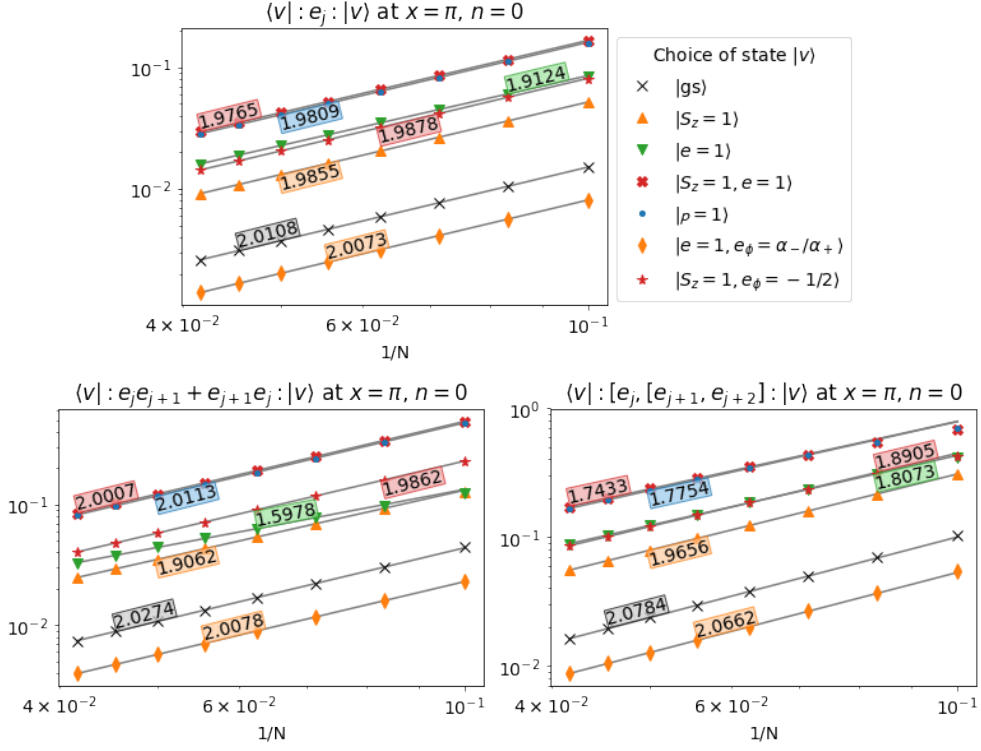 ⟨v| : e_j : |v⟩ at x = π, n = 0
10^{-1}
10^{-2}
1.9765
1.9809
1.9124
1.9878
1.9855
2.0108
2.0073
4 × 10^{-2}
6 × 10^{-2}
10^{-1}
1/N
Choice of state |v⟩
|gs⟩
|S_z = 1⟩
|e = 1⟩
|S_z = 1, e = 1⟩
|_P = 1⟩
|e = 1, e_ϕ = α_−/α_+⟩
|S_z = 1, e_ϕ = − 1/2⟩
⟨v| : e_j e_{j+1} + e_{j+1} e_j : |v⟩ at x = π, n = 0
10^{-1}
10^{-2}
2.0007
2.0113
1.9862
1.5978
1.9062
2.0274
2.0078
4 × 10^{-2}
6 × 10^{-2}
10^{-1}
1/N
⟨v| : [e_j, [e_{j+1}, e_{j+2}] : |v⟩ at x = π, n = 0
10^0
10^{-1}
10^{-2}
1.7433
1.7754
1.8905
1.8073
1.9656
2.0784
2.0662
4 × 10^{-2}
6 × 10^{-2}
10^{-1}
1/N